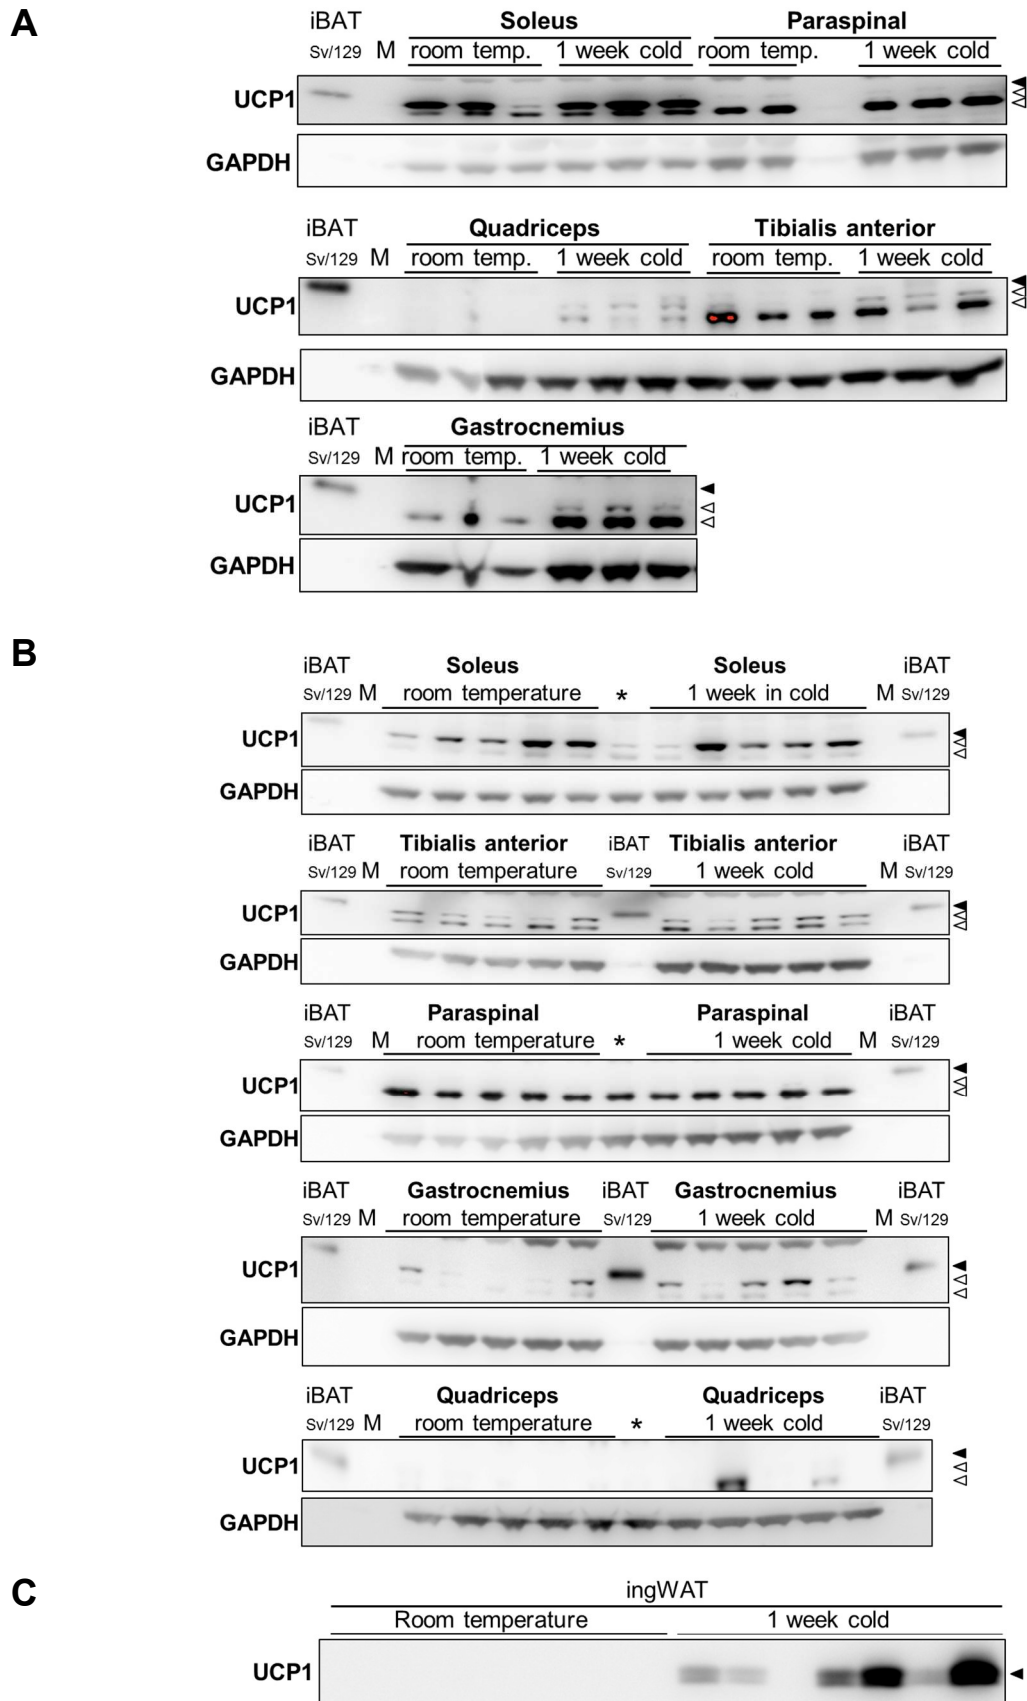 A
iBAT Soleus Paraspinal
Sv/129 M room temp. 1 week cold room temp. 1 week cold
UCP1
GAPDH
iBAT Quadriceps Tibialis anterior
Sv/129 M room temp. 1 week cold room temp. 1 week cold
UCP1
GAPDH
iBAT Gastrocnemius
Sv/129 M room temp. 1 week cold
UCP1
GAPDH
B
iBAT Soleus Soleus iBAT
Sv/129 M room temperature * 1 week in cold M Sv/129
UCP1
GAPDH
iBAT Tibialis anterior iBAT Tibialis anterior iBAT
Sv/129 M room temperature Sv/129 1 week cold M Sv/129
UCP1
GAPDH
iBAT Paraspinal Paraspinal iBAT
Sv/129 M room temperature * 1 week cold M Sv/129
UCP1
GAPDH
iBAT Gastrocnemius iBAT Gastrocnemius iBAT
Sv/129 M room temperature Sv/129 1 week cold M Sv/129
UCP1
GAPDH
iBAT Quadriceps Quadriceps iBAT
Sv/129 M room temperature * 1 week cold Sv/129
UCP1
GAPDH
C
ingWAT
Room temperature 1 week cold
UCP1